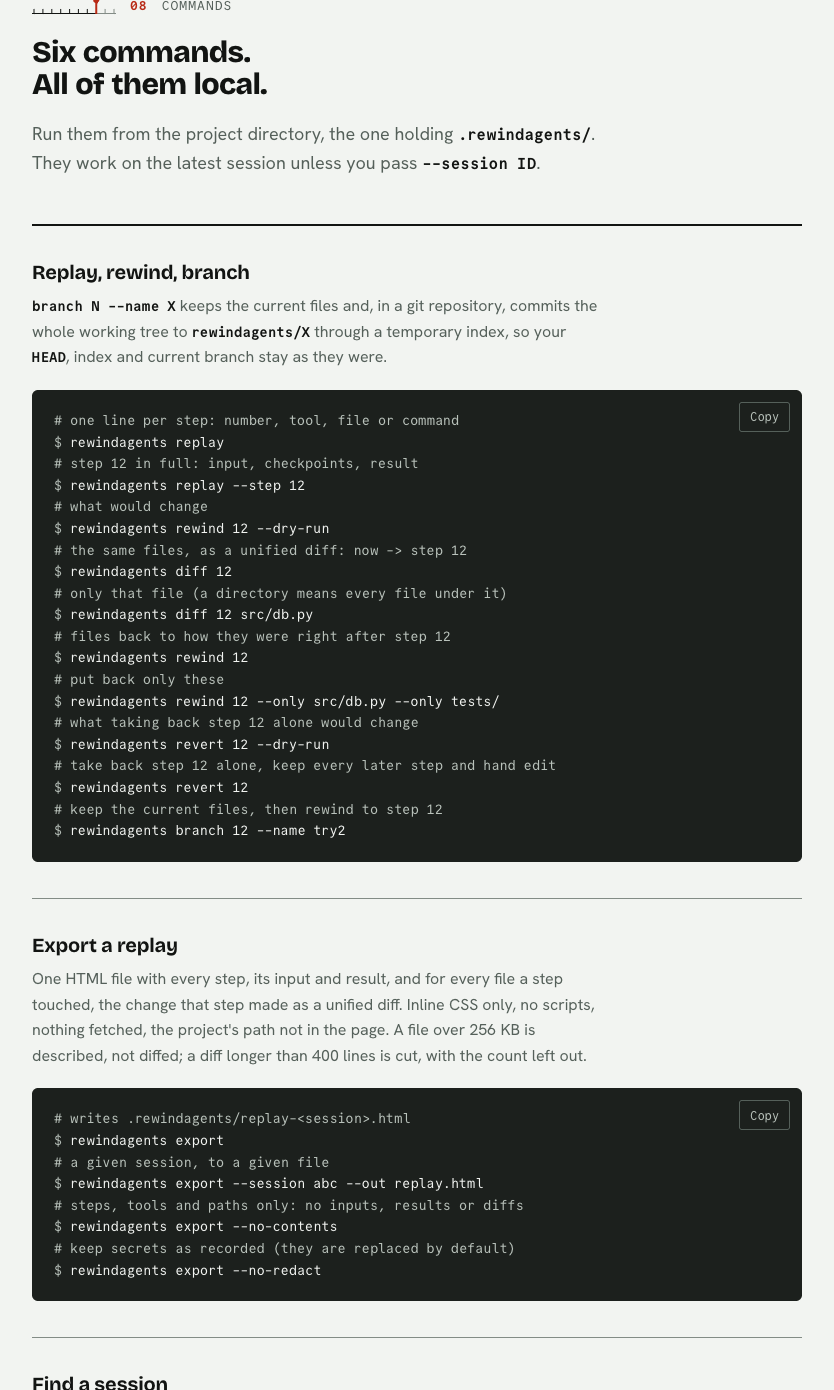 08 COMMANDS
Six commands.
All of them local.
Run them from the project directory, the one holding .rewindagents/.
They work on the latest session unless you pass --session ID.
Replay, rewind, branch
branch N --name X keeps the current files and, in a git repository, commits the
whole working tree to rewindagents/X through a temporary index, so your
HEAD, index and current branch stay as they were.
Copy
# one line per step: number, tool, file or command
$ rewindagents replay
# step 12 in full: input, checkpoints, result
$ rewindagents replay --step 12
# what would change
$ rewindagents rewind 12 --dry-run
# the same files, as a unified diff: now -> step 12
$ rewindagents diff 12
# only that file (a directory means every file under it)
$ rewindagents diff 12 src/db.py
# files back to how they were right after step 12
$ rewindagents rewind 12
# put back only these
$ rewindagents rewind 12 --only src/db.py --only tests/
# what taking back step 12 alone would change
$ rewindagents revert 12 --dry-run
# take back step 12 alone, keep every later step and hand edit
$ rewindagents revert 12
# keep the current files, then rewind to step 12
$ rewindagents branch 12 --name try2
Export a replay
One HTML file with every step, its input and result, and for every file a step
touched, the change that step made as a unified diff. Inline CSS only, no scripts,
nothing fetched, the project's path not in the page. A file over 256 KB is
described, not diffed; a diff longer than 400 lines is cut, with the count left out.
Copy
# writes .rewindagents/replay-<session>.html
$ rewindagents export
# a given session, to a given file
$ rewindagents export --session abc --out replay.html
# steps, tools and paths only: no inputs, results or diffs
$ rewindagents export --no-contents
# keep secrets as recorded (they are replaced by default)
$ rewindagents export --no-redact
Find a session